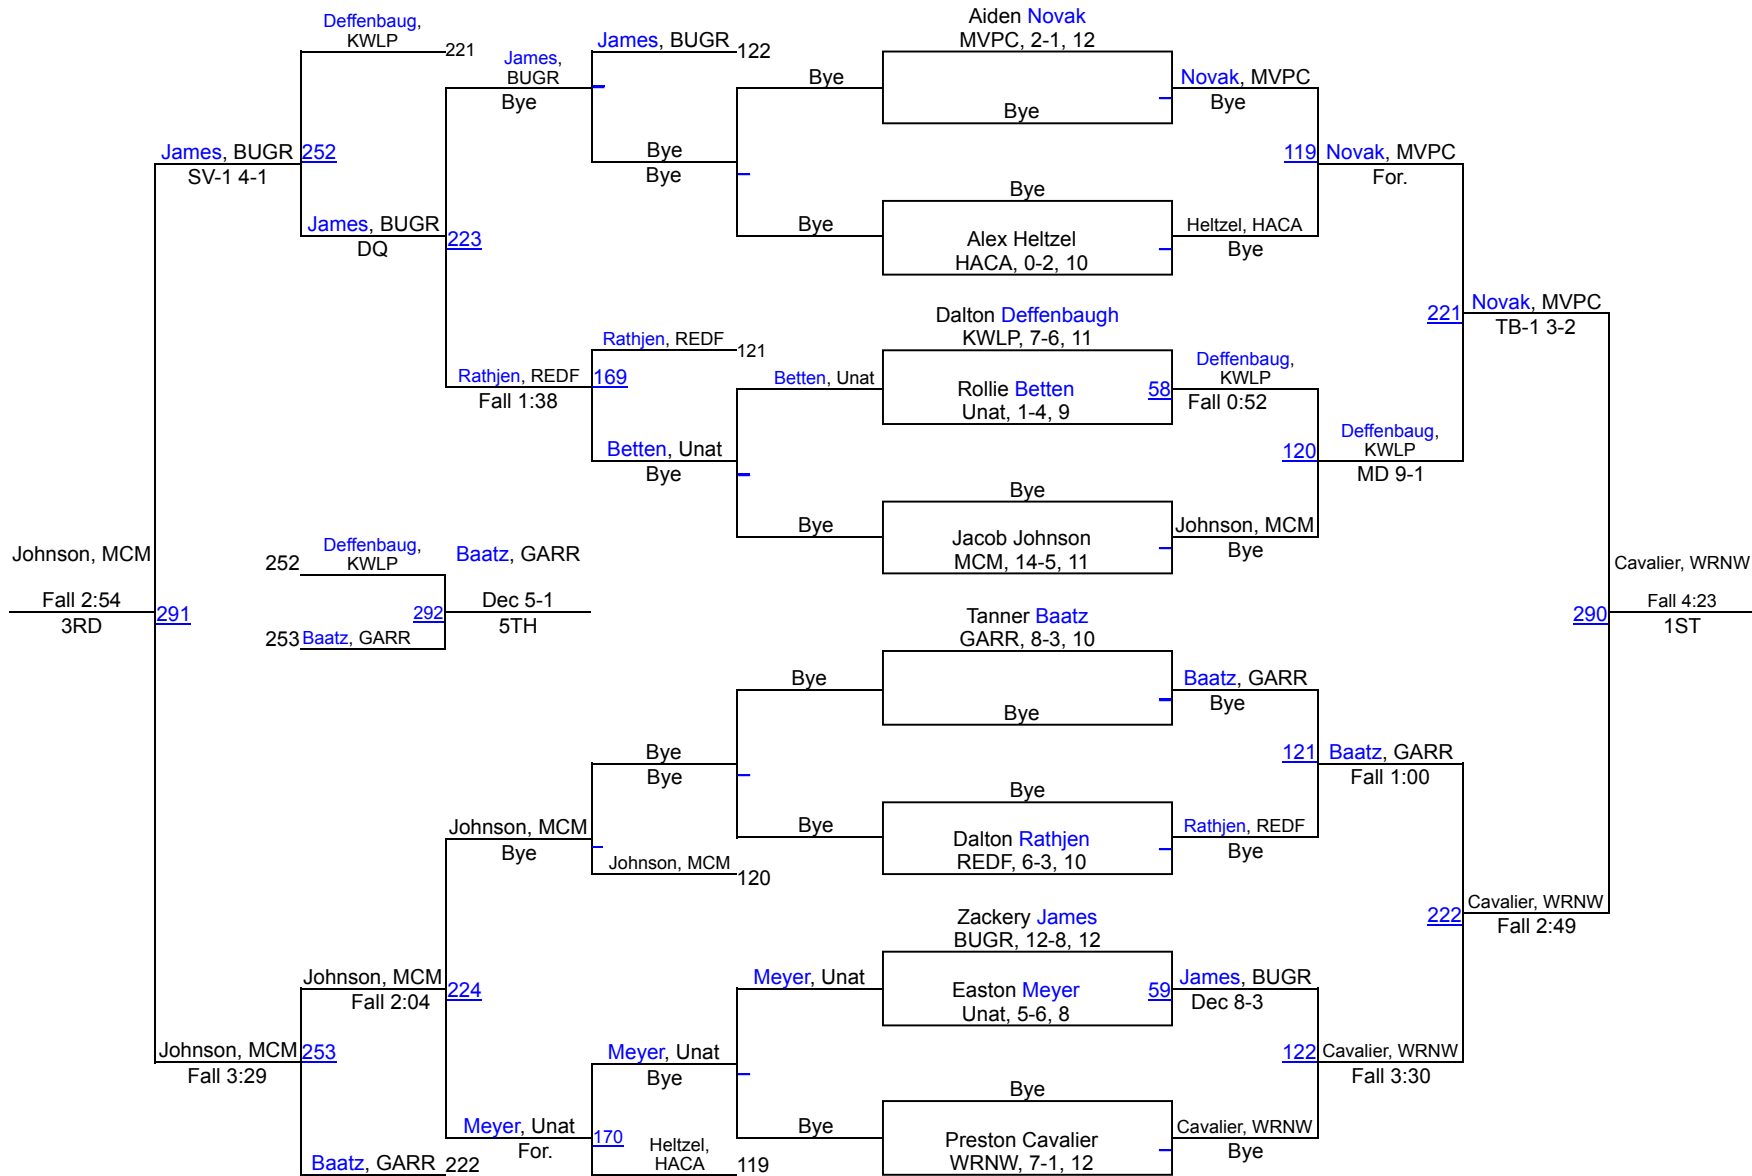 Deffenbaug,
KWLP
221
James,
BUGR
Bye
James, BUGR
122
Bye
Aiden Novak
MVPC, 2-1, 12
Bye
Novak, MVPC
Bye
James, BUGR
SV-1 4-1
252
Bye
Bye
119
Novak, MVPC
For.
James, BUGR
DQ
223
Bye
Bye
Alex Heltzel
HACA, 0-2, 10
Heltzel, HACA
Bye
Dalton Deffenbaugh
KWLP, 7-6, 11
221
Novak, MVPC
TB-1 3-2
Rathjen, REDF
121
Rathjen, REDF
Fall 1:38
169
Betten, Unat
Rollie Betten
Unat, 1-4, 9
58
Deffenbaug,
KWLP
Fall 0:52
Betten, Unat
Bye
120
Deffenbaug,
KWLP
MD 9-1
Bye
Bye
Jacob Johnson
MCM, 14-5, 11
Johnson, MCM
Bye
Johnson, MCM
Fall 2:54
3RD
291
252
Deffenbaug,
KWLP
253
Baatz, GARR
292
Baatz, GARR
Dec 5-1
5TH
Cavalier, WRNW
290
Fall 4:23
1ST
Tanner Baatz
GARR, 8-3, 10
Bye
Bye
Baatz, GARR
Bye
Bye
Bye
121
Baatz, GARR
Fall 1:00
Bye
Bye
Dalton Rathjen
REDF, 6-3, 10
Rathjen, REDF
Bye
Johnson, MCM
Bye
Johnson, MCM
120
Zackery James
BUGR, 12-8, 12
222
Cavalier, WRNW
Fall 2:49
Johnson, MCM
Fall 2:04
224
Meyer, Unat
Easton Meyer
Unat, 5-6, 8
59
James, BUGR
Dec 8-3
Johnson, MCM
Fall 3:29
253
Meyer, Unat
Bye
122
Cavalier, WRNW
Fall 3:30
Bye
Meyer, Unat
For.
170
Bye
Preston Cavalier
WRNW, 7-1, 12
Cavalier, WRNW
Bye
Baatz, GARR
222
Heltzel,
HACA
119